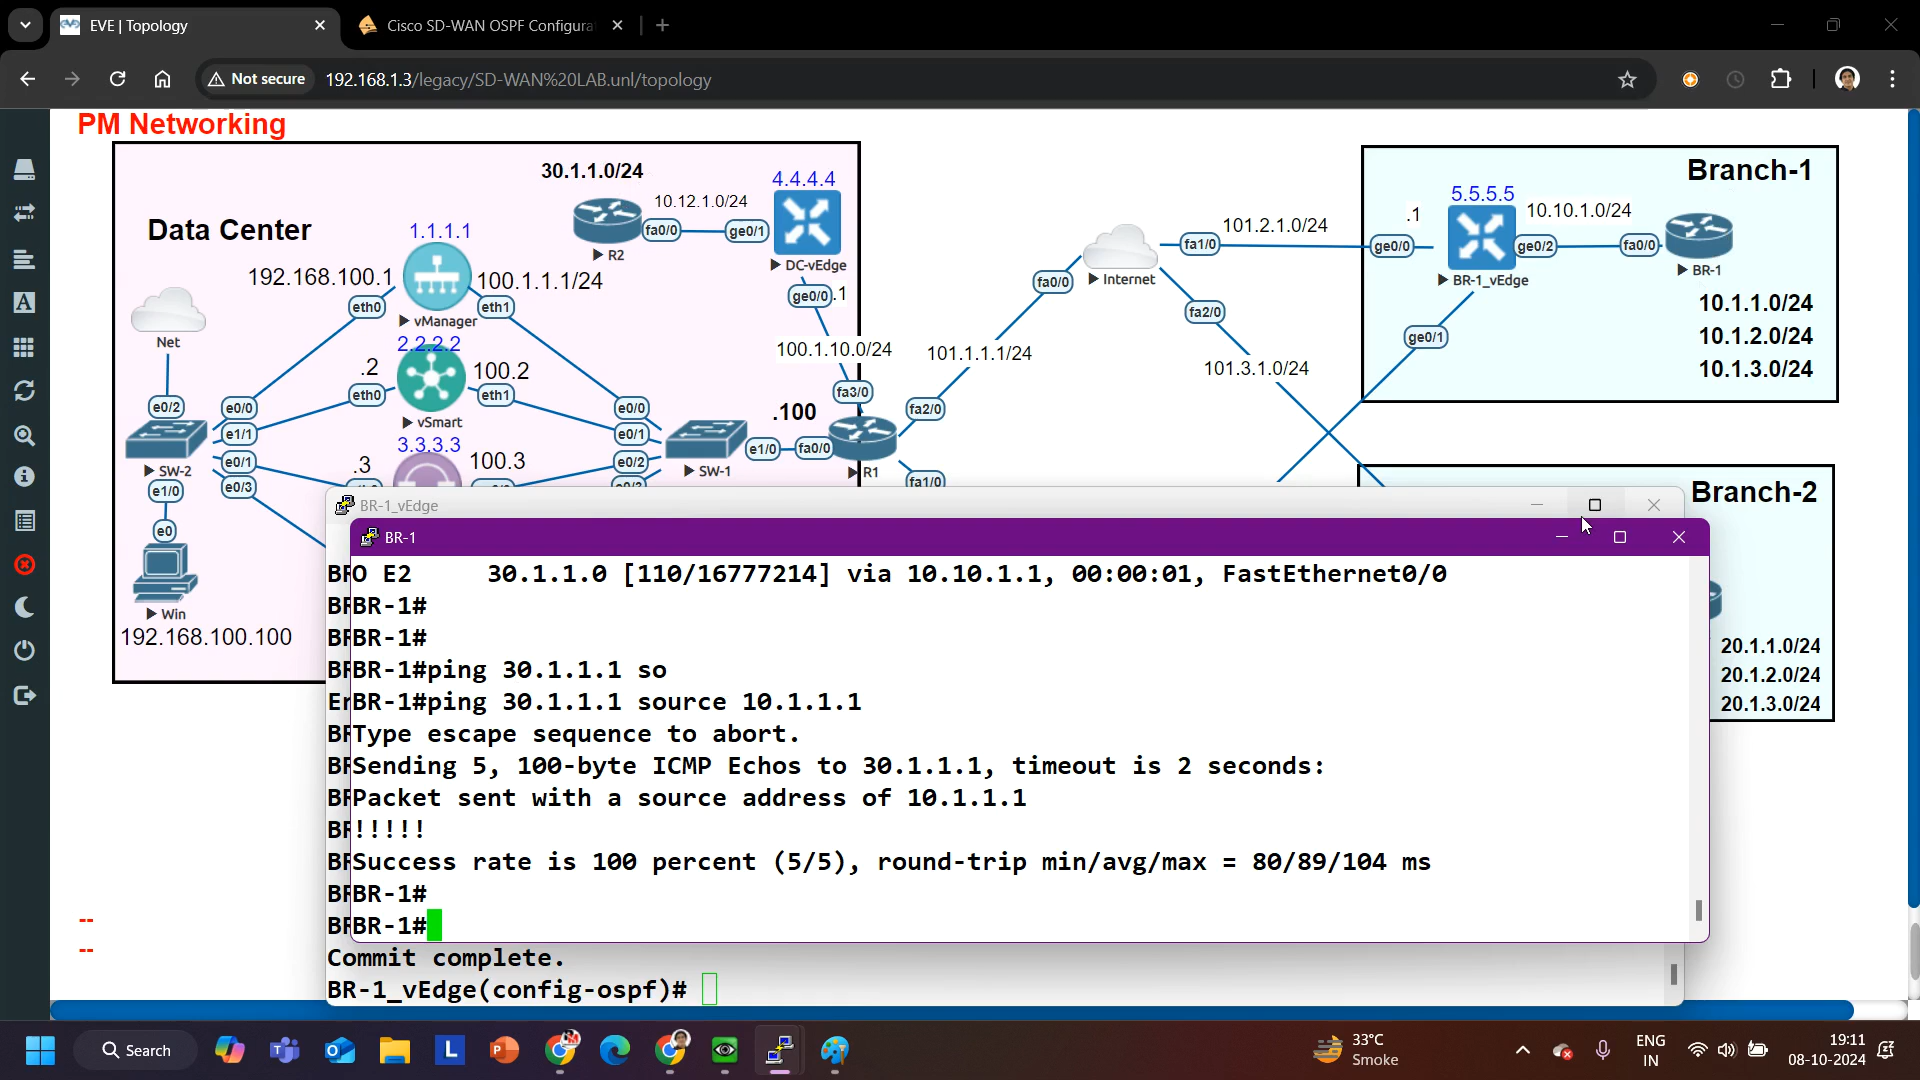 EVE | Topology
Cisco SD-WAN OSPF Configura
Not secure
192.168.1.3/legacy/SD-WAN%20LAB.unl/topology
PM Networking
Data Center
30.1.1.0/24
10.12.1.0/24
4.4.4.4
fa0/0
ge0/1
R2
DC-vEdge
ge0/0
.1
1.1.1.1
192.168.100.1
100.1.1.1/24
eth0
eth1
vManager
2.2.2.2
.2
100.2
eth0
eth1
vSmart
3.3.3.3
.3
100.3
Net
e0/2
e0/0
e1/1
e0/1
e0/3
SW-2
e1/0
e0
Win
192.168.100.100
e0/0
e0/1
e0/2
SW-1
e1/0
fa0/0
.100
R1
fa3/0
fa2/0
fa1/0
100.1.10.0/24
101.1.1.1/24
fa0/0
Internet
fa1/0
fa2/0
101.2.1.0/24
101.3.1.0/24
Branch-1
5.5.5.5
.1
10.10.1.0/24
ge0/0
ge0/2
fa0/0
BR-1_vEdge
BR-1
ge0/1
10.1.1.0/24
10.1.2.0/24
10.1.3.0/24
Branch-2
20.1.1.0/24
20.1.2.0/24
20.1.3.0/24
--
--
BR-1_vEdge
BR-1
O E2     30.1.1.0 [110/16777214] via 10.10.1.1, 00:00:01, FastEthernet0/0
BR-1#
BR-1#
BR-1#ping 30.1.1.1 so
BR-1#ping 30.1.1.1 source 10.1.1.1
Type escape sequence to abort.
Sending 5, 100-byte ICMP Echos to 30.1.1.1, timeout is 2 seconds:
Packet sent with a source address of 10.1.1.1
!!!!!
Success rate is 100 percent (5/5), round-trip min/avg/max = 80/89/104 ms
BR-1#
BR-1#
Commit complete.
BR-1_vEdge(config-ospf)#
Search
33°C
Smoke
ENG
IN
19:11
08-10-2024